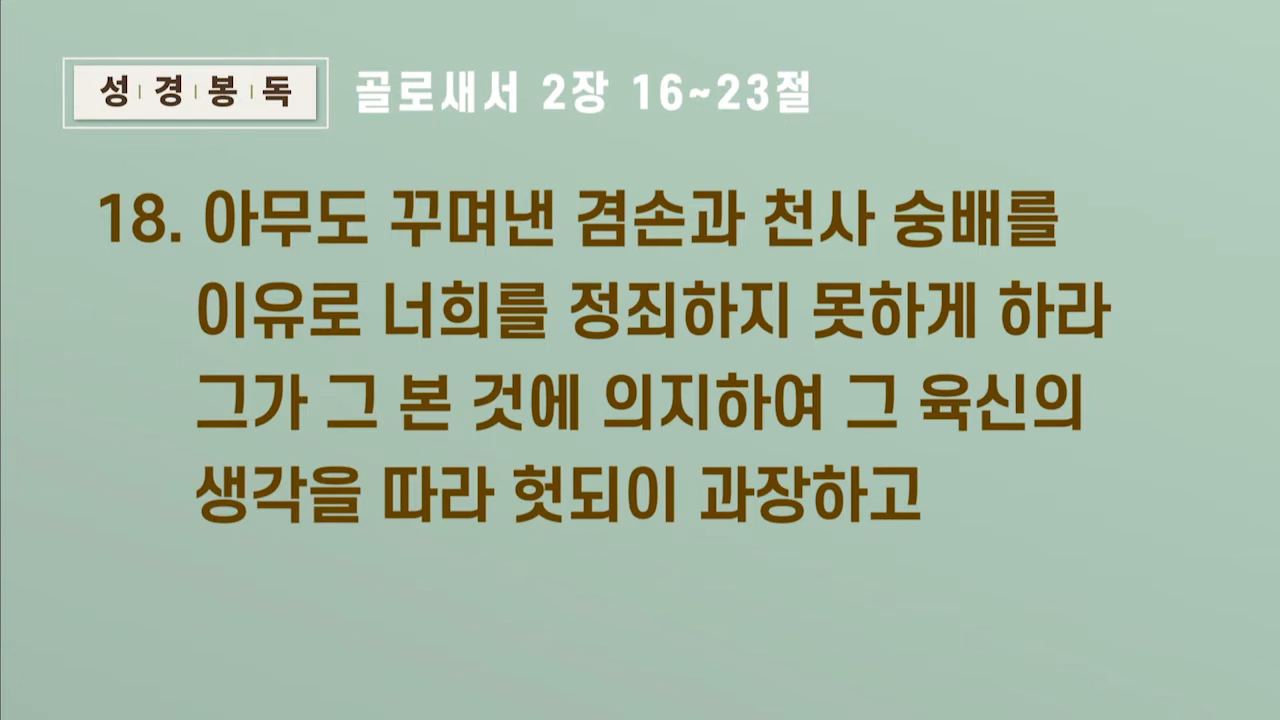 성경봉독 골로새서 2장 16~23절
18. 아무도 꾸며낸 겸손과 천사 숭배를
이유로 너희를 정죄하지 못하게 하라
그가 그 본 것에 의지하여 그 육신의
생각을 따라 헛되이 과장하고